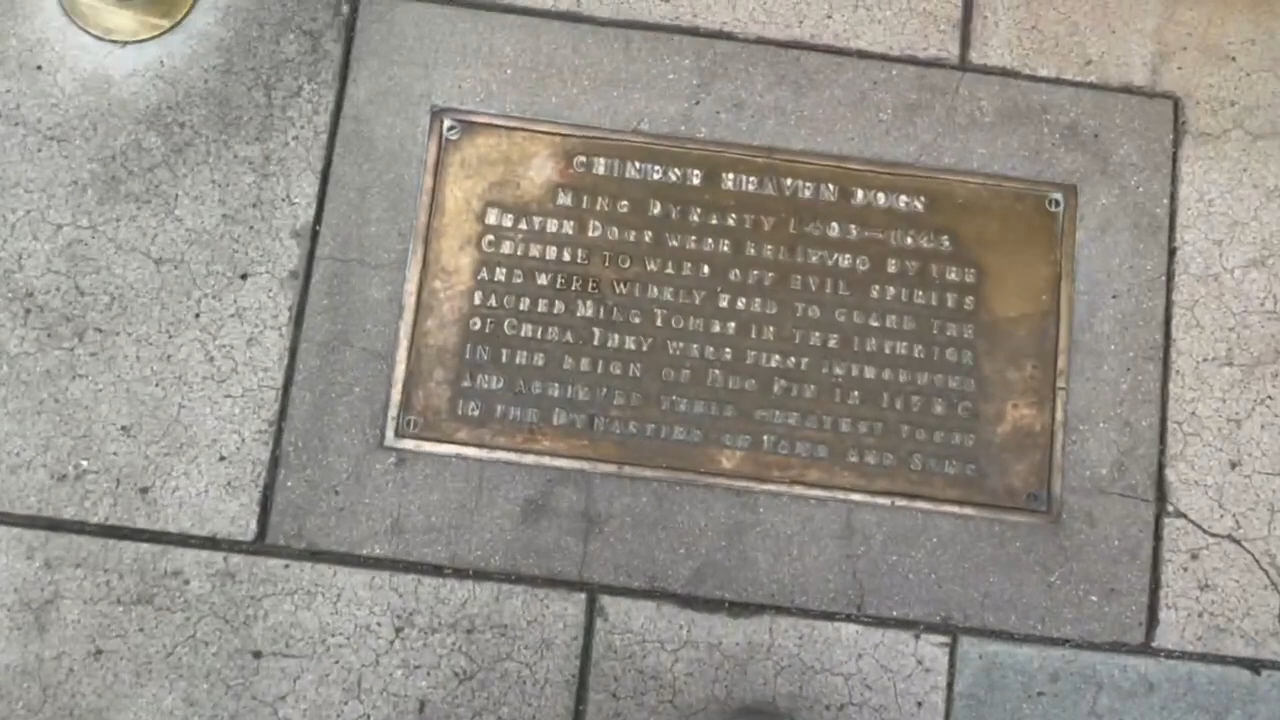 CHINESE HEAVEN DOGS
MING DYNASTY 1403-1643
HEAVEN DOGS WERE BELIEVED BY THE
CHINESE TO WARD OFF EVIL SPIRITS
AND WERE WIDELY USED TO GUARD THE
SACRED MING TOMBS IN THE INTERIOR
OF CHINA. THEY WERE FIRST INTRODUCED
IN THE REIGN OF IN
AND ACHIEVED THEIR GREATEST
IN THE DYNASTIES OF AND